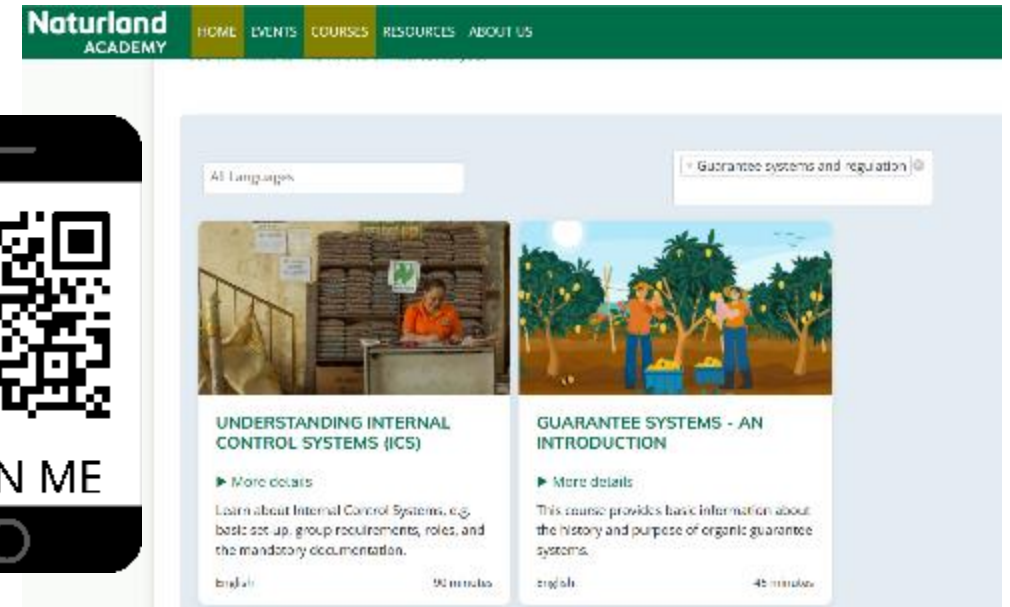 Naturland
ACADEMY
HOME EVENTS COURSES RESOURCES ABOUT US
All Languages
× Guarantee systems and regulation
N ME
UNDERSTANDING INTERNAL
CONTROL SYSTEMS (ICS)
▶ More details
Learn about Internal Control Systems, e.g.
basic set-up, group requirements, roles, and
the mandatory documentation.
English 90 minutes
GUARANTEE SYSTEMS - AN
INTRODUCTION
▶ More details
This course provides basic information about
the history and purpose of organic guarantee
systems.
English 45 minutes